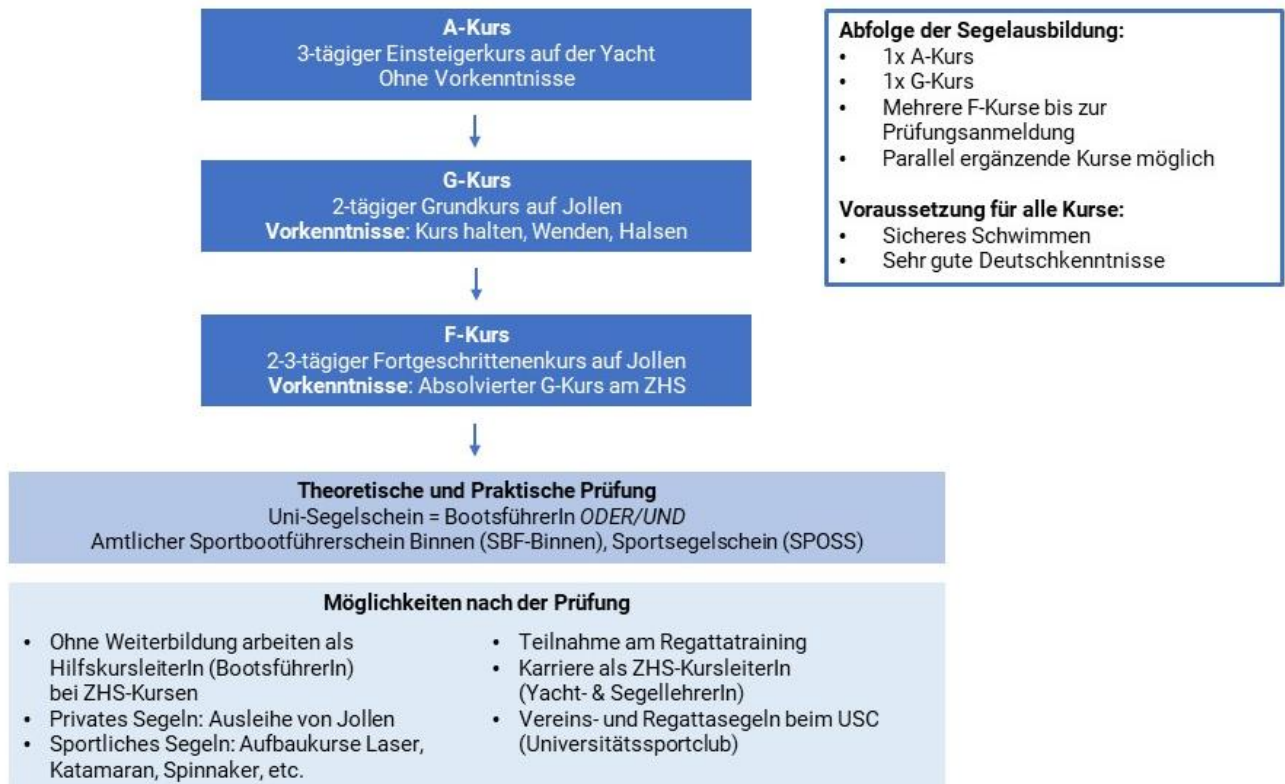 A-Kurs
3-tägiger Einsteigerkurs auf der Yacht
Ohne Vorkenntnisse
G-Kurs
2-tägiger Grundkurs auf Jollen
Vorkenntnisse: Kurs halten, Wenden, Halsen
F-Kurs
2-3-tägiger Fortgeschrittenenkurs auf Jollen
Vorkenntnisse: Absolvierter G-Kurs am ZHS
Abfolge der Segelausbildung:
• 1x A-Kurs
• 1x G-Kurs
• Mehrere F-Kurse bis zur
Prüfungsanmeldung
• Parallel ergänzende Kurse möglich
Voraussetzung für alle Kurse:
• Sicheres Schwimmen
• Sehr gute Deutschkenntnisse
Theoretische und Praktische Prüfung
Uni-Segelschein = BootsführerIn ODER/UND
Amtlicher Sportbootführerschein Binnen (SBF-Binnen), Sportsegelschein (SPOSS)
Möglichkeiten nach der Prüfung
• Ohne Weiterbildung arbeiten als
HilfskursleiterIn (BootsführerIn)
bei ZHS-Kursen
• Privates Segeln: Ausleihe von Jollen
• Sportliches Segeln: Aufbaukurse Laser,
Katamaran, Spinnaker, etc.
• Teilnahme am Regattatraining
• Karriere als ZHS-KursleiterIn
(Yacht- & SegellehrerIn)
• Vereins- und Regattasegeln beim USC
(Universitätssportclub)